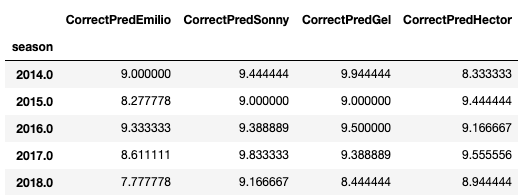 CorrectPredEmilio CorrectPredSonny CorrectPredGel CorrectPredHector
season
2014.0 9.000000 9.444444 9.944444 8.333333
2015.0 8.277778 9.000000 9.000000 9.444444
2016.0 9.333333 9.388889 9.500000 9.166667
2017.0 8.611111 9.833333 9.388889 9.555556
2018.0 7.777778 9.166667 8.444444 8.944444